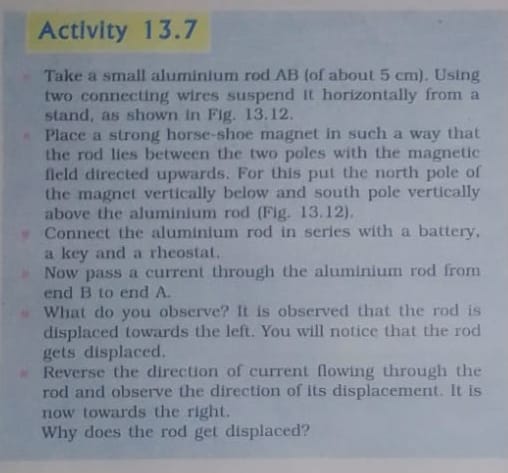 Activity 13.7
Take a small aluminium rod AB (of about 5 cm). Using
two connecting wires suspend it horizontally from a
stand, as shown in Fig. 13.12.
Place a strong horse-shoe magnet in such a way that
the rod lies between the two poles with the magnetic
field directed upwards. For this put the north pole of
the magnet vertically below and south pole vertically
above the aluminium rod (Fig. 13.12).
Connect the aluminium rod in series with a battery,
a key and a rheostat.
Now pass a current through the aluminium rod from
end B to end A.
What do you observe? It is observed that the rod is
displaced towards the left. You will notice that the rod
gets displaced.
Reverse the direction of current flowing through the
rod and observe the direction of its displacement. It is
now towards the right.
Why does the rod get displaced?